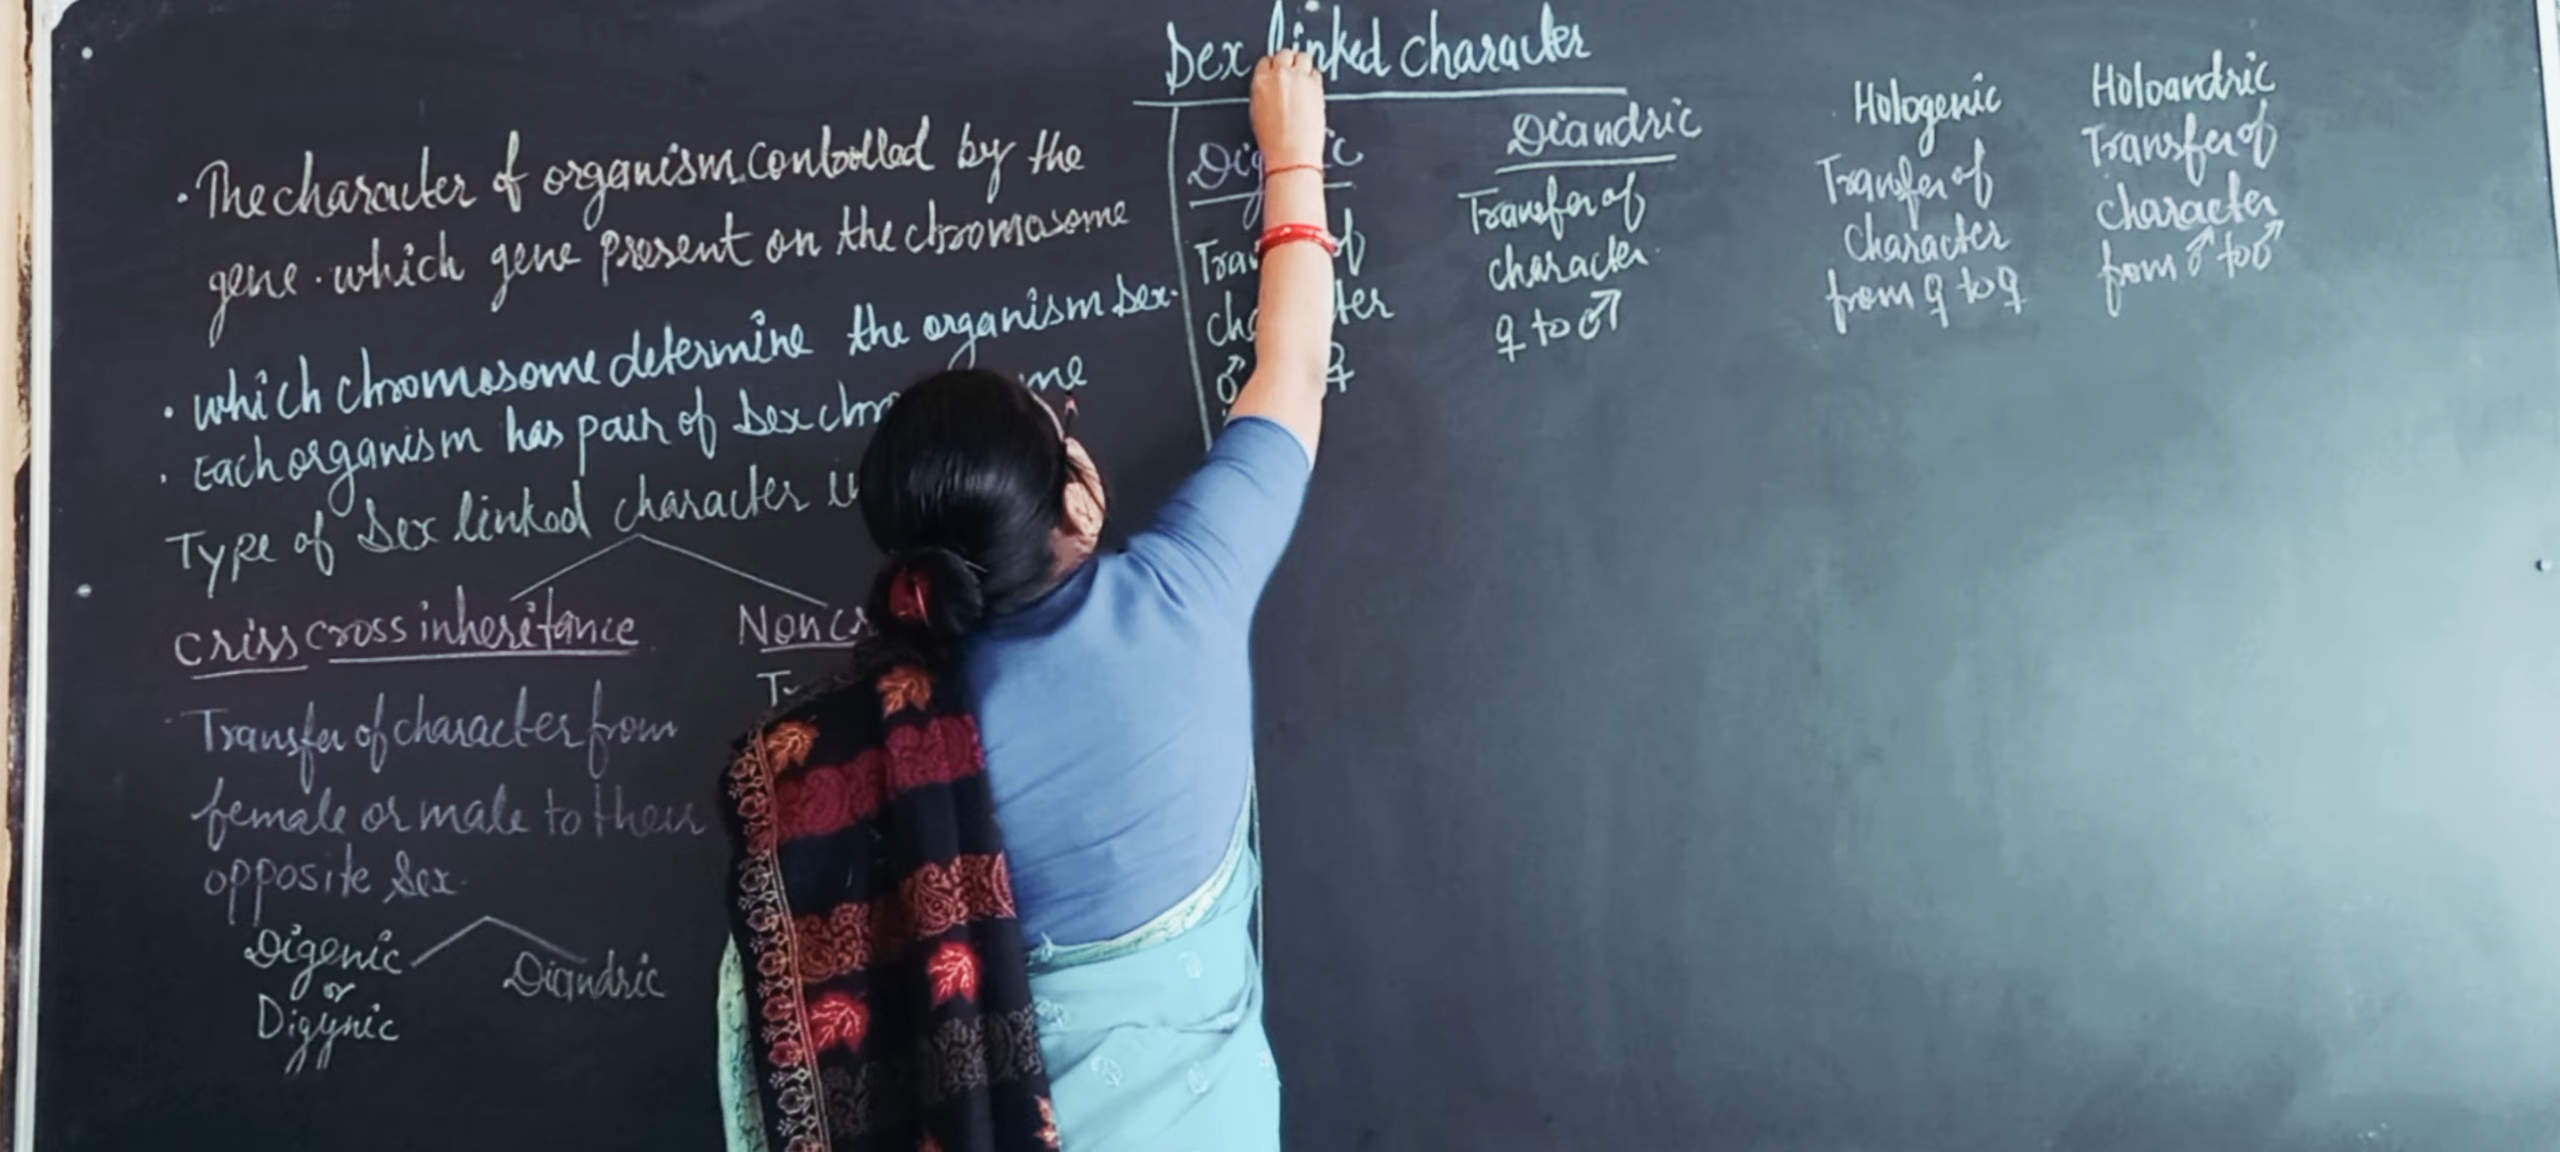 Sex linked character
• The character of organism controlled by the
gene. which gene present on the chromosome
• which chromosome determine the organism sex.
• Each organism has pair of sex
Type of Sex linkod character
criss cross inheritance
Non
Transfer of character from
female or male to their
opposite sex.
Digenic
or
Digynic
Diandric
of
♂ ♀
Diandric
Transfer of
character.
♀ to ♂
Hologenic
Transfer of
character
from ♀ to ♀
Holoandric
Transfer of
character
from ♂ to ♂